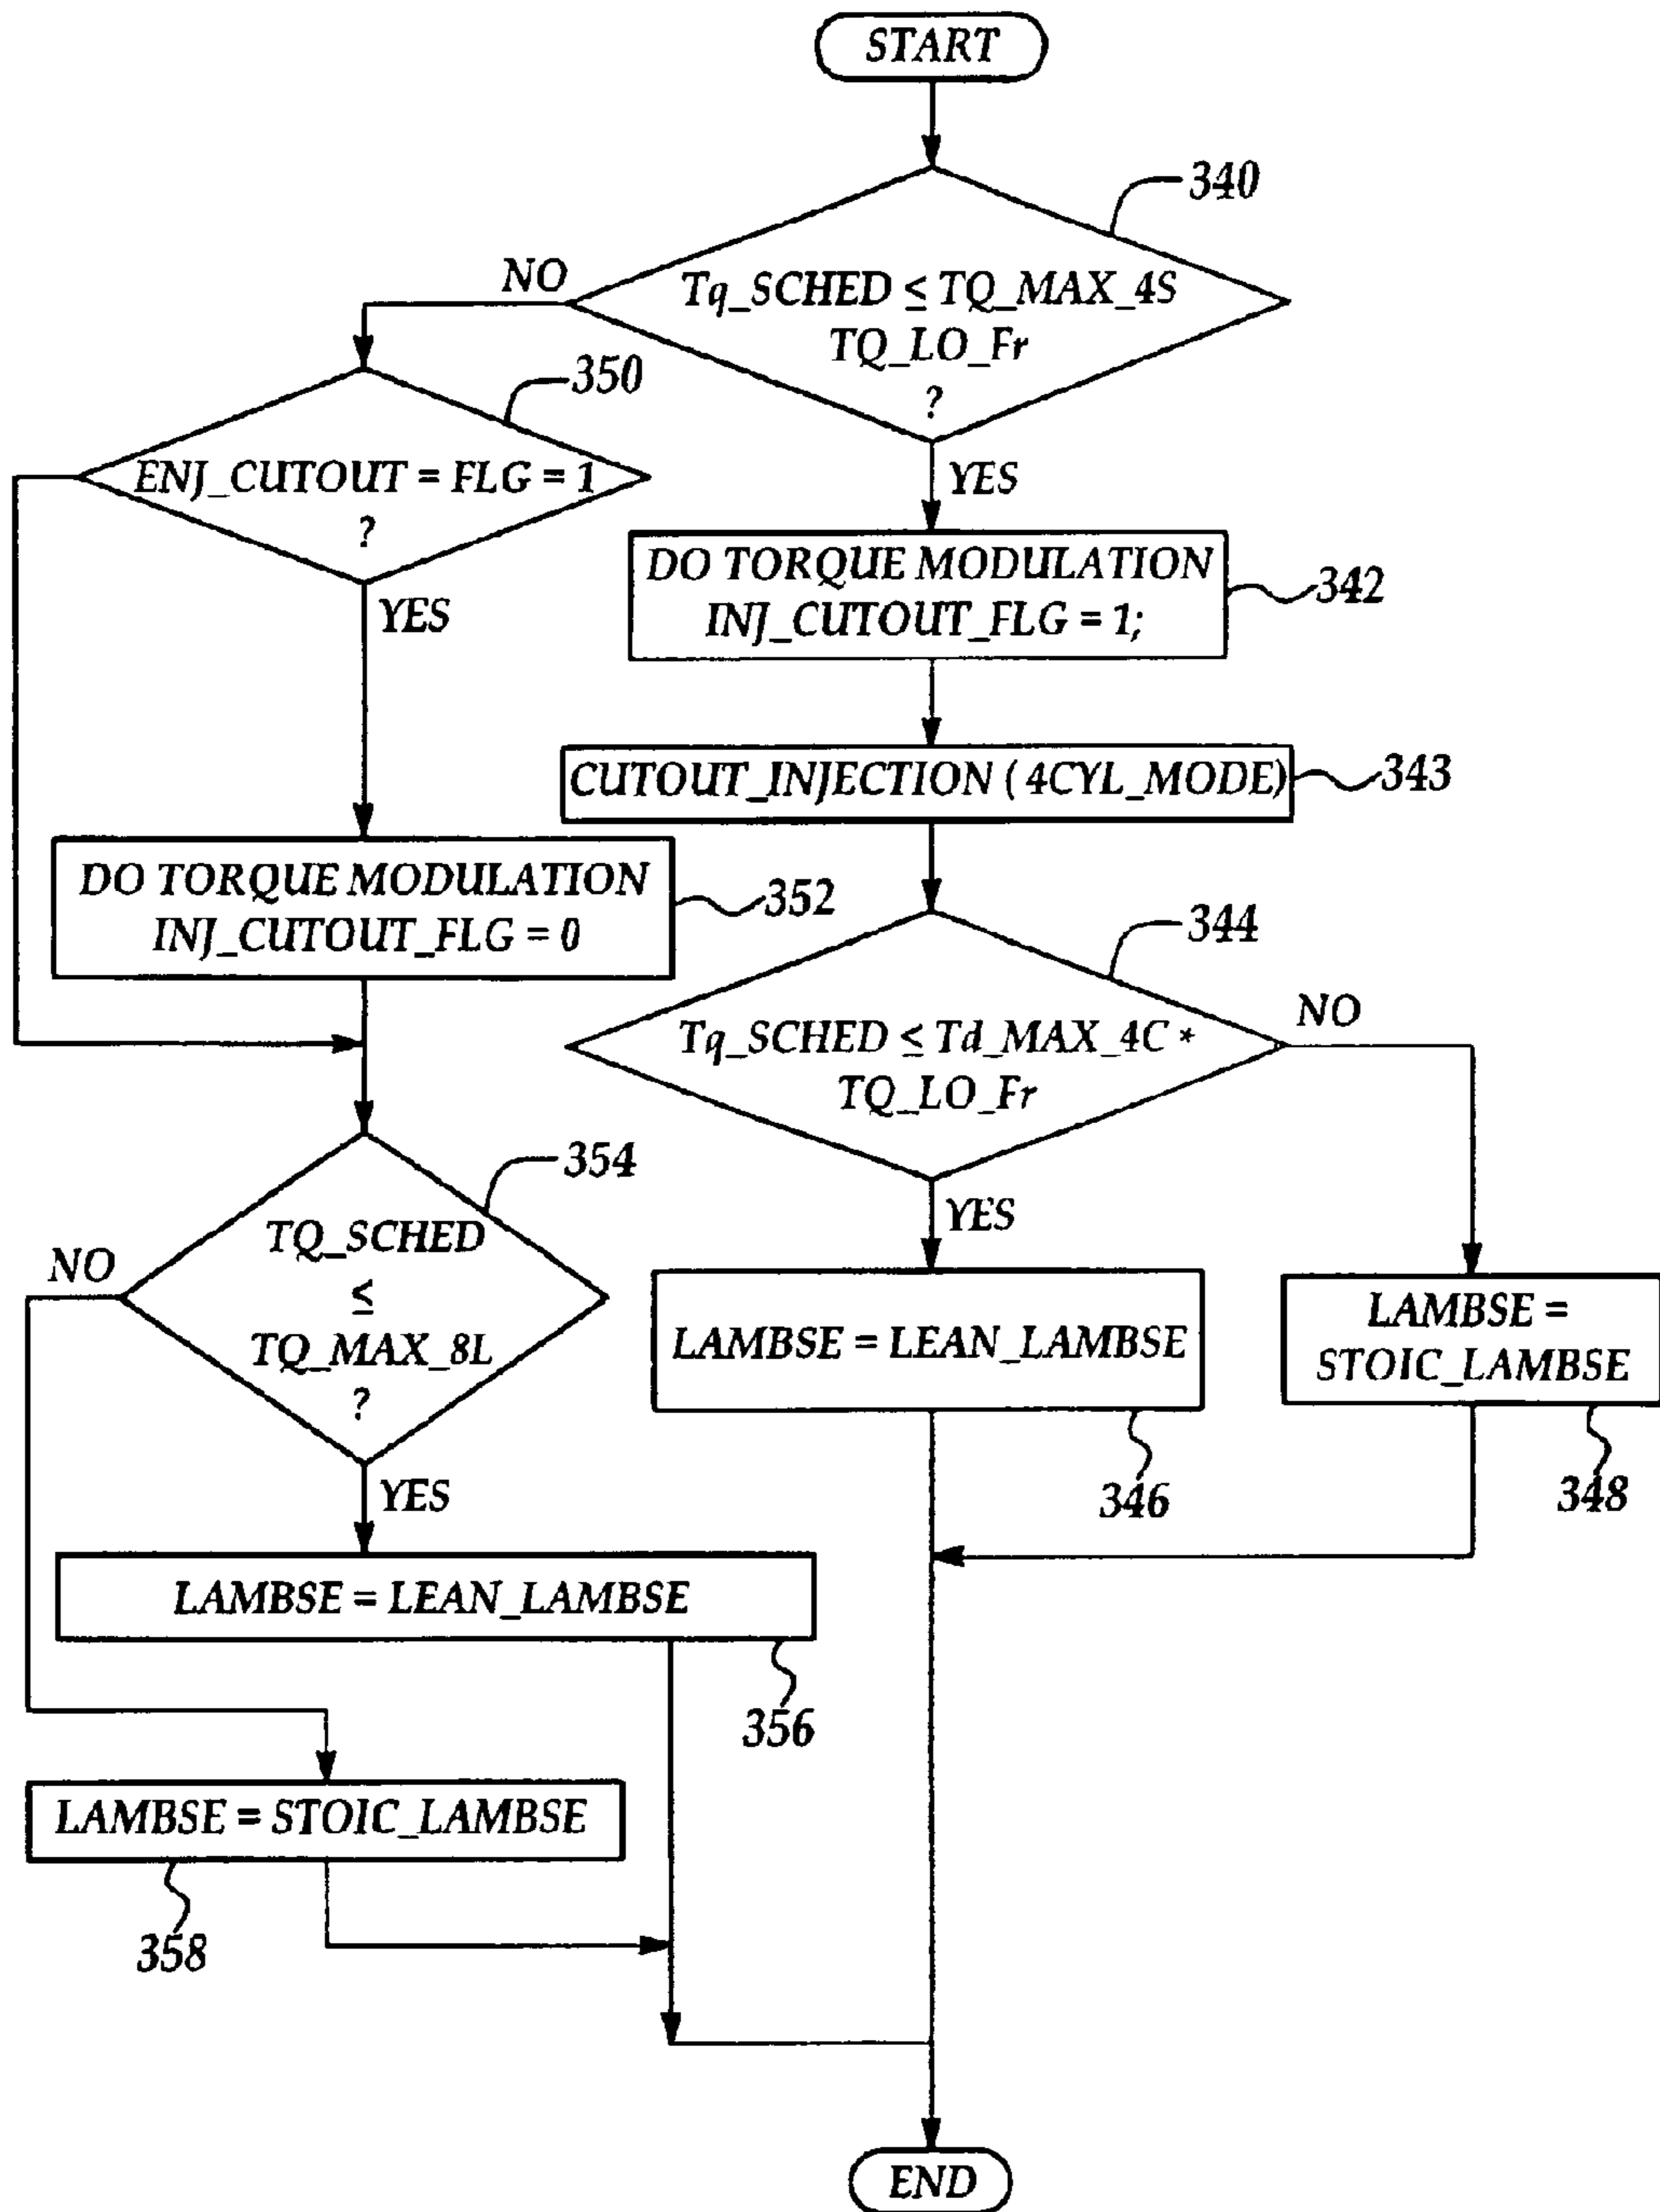 START
340
Tq_SCHED ≤ TQ_MAX_4S
TQ_LO_Fr
?
NO
YES
350
ENJ_CUTOUT = FLG = 1
?
YES
DO TORQUE MODULATION
INJ_CUTOUT_FLG = 1;
342
CUTOUT_INJECTION ( 4CYL_MODE)
343
DO TORQUE MODULATION
INJ_CUTOUT_FLG = 0
352
344
Tq_SCHED ≤ Td_MAX_4C *
TQ_LO_Fr
NO
YES
354
TQ_SCHED
≤
TQ_MAX_8L
?
NO
YES
LAMBSE = LEAN_LAMBSE
346
LAMBSE =
STOIC_LAMBSE
348
LAMBSE = LEAN_LAMBSE
356
LAMBSE = STOIC_LAMBSE
358
END